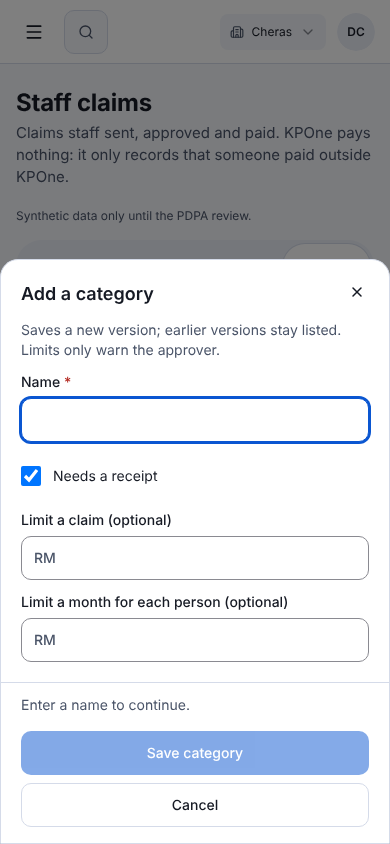 Cheras
DC
Staff claims
Claims staff sent, approved and paid. KPOne pays
nothing: it only records that someone paid outside
KPOne.
Synthetic data only until the PDPA review.
Add a category
Saves a new version; earlier versions stay listed.
Limits only warn the approver.
Name *
Needs a receipt
Limit a claim (optional)
RM
Limit a month for each person (optional)
RM
Enter a name to continue.
Save category
Cancel